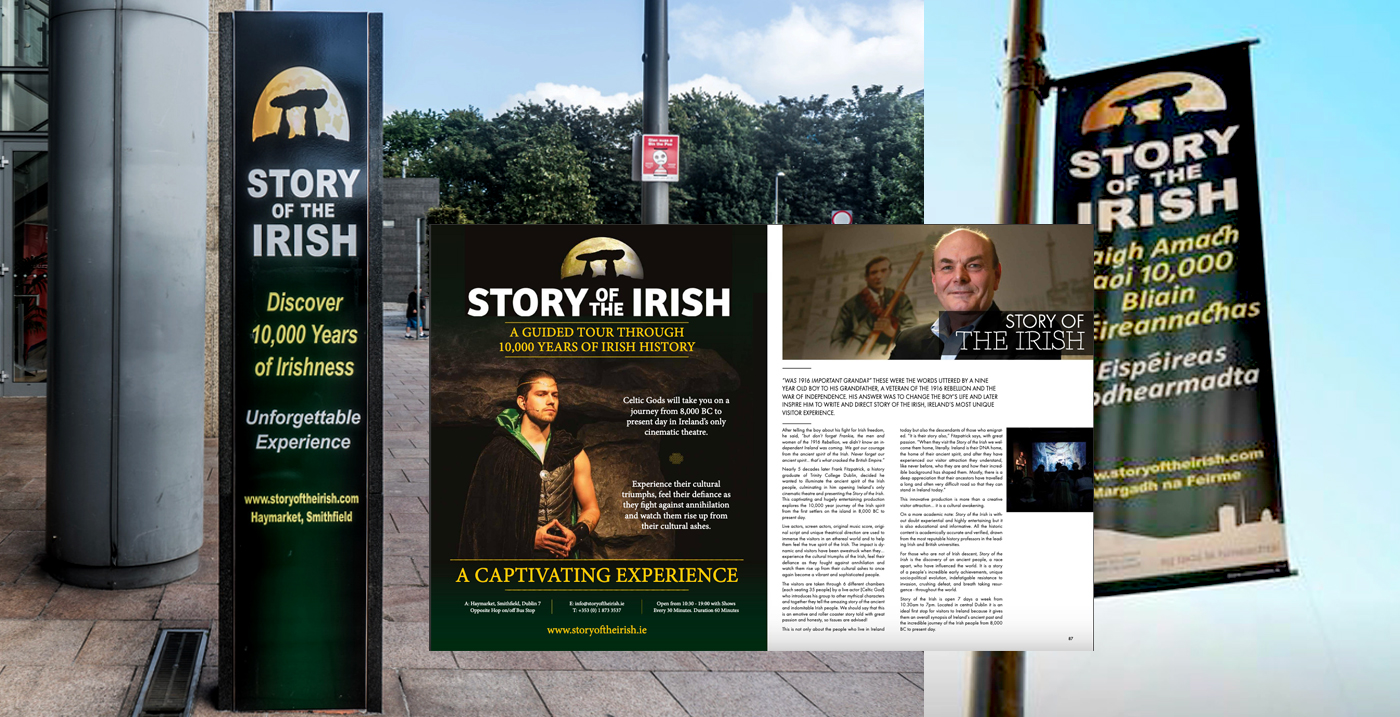 STORY
OF THE
IRISH
Discover
10,000 Years
of Irishness
Unforgettable
Experience
www.storyoftheirish.com
Haymarket, Smithfield
STORY OF THE IRISH
A GUIDED TOUR THROUGH
10,000 YEARS OF IRISH HISTORY
Celtic Gods will take you on a
journey from 8,000 BC to
present day in Ireland's only
cinematic theatre.
Experience their cultural
triumphs, feel their defiance as
they fight against annihilation
and watch them rise up from
their cultural ashes.
A CAPTIVATING EXPERIENCE
A: Haymarket, Smithfield, Dublin 7
Opposite Hop on/off Bus Stop
E: info@storyoftheirish.ie
T: +353 (0) 1 873 3537
Open from 10:30 - 19:00 with Shows
Every 30 Minutes. Duration 60 Minutes
www.storyoftheirish.ie
STORY OF
THE IRISH
"WAS 1916 IMPORTANT GRANDA?" THESE WERE THE WORDS UTTERED BY A NINE
YEAR OLD BOY TO HIS GRANDFATHER, A VETERAN OF THE 1916 REBELLION AND THE
WAR OF INDEPENDENCE. HIS ANSWER WAS TO CHANGE THE BOY'S LIFE AND LATER
INSPIRE HIM TO WRITE AND DIRECT STORY OF THE IRISH, IRELAND'S MOST UNIQUE
VISITOR EXPERIENCE.
After telling the boy about his fight for Irish freedom,
he said, "but don't forget Frankie, the men and
women of the 1916 Rebellion, we didn't know an in-
dependent Ireland was coming. We got our courage
from the ancient spirit of the Irish. Never forget our
ancient spirit...that's what cracked the British Empire."
Nearly 5 decades later Frank Fitzpatrick, a history
graduate of Trinity College Dublin, decided he
wanted to illuminate the ancient spirit of the Irish
people, culminating in him opening Ireland's only
cinematic theatre and presenting the Story of the Irish.
This captivating and hugely entertaining production
explores the 10,000 year journey of the Irish spirit
from the first settlers on the island in 8,000 BC to
present day.
Live actors, screen actors, original music score, origi-
nal script and unique theatrical direction are used to
immerse the visitors in an ethereal world and to help
them feel the true spirit of the Irish. The impact is dy-
namic and visitors have been awestruck when they...
experience the cultural triumphs of the Irish, feel their
defiance as they fought against annihilation and
watch them rise up from their cultural ashes to once
again become a vibrant and sophisticated people.
The visitors are taken through 6 different chambers
(each seating 35 people) by a live actor (Celtic God)
who introduces his group to other mythical characters
and together they tell the amazing story of the ancient
and indomitable Irish people. We should say that this
is an emotive and roller coaster story told with great
passion and honesty, so tissues are advised!
This is not only about the people who live in Ireland
today but also the descendants of those who emigrat-
ed. "It is their story also," Fitzpatrick says, with great
passion. "When they visit the Story of the Irish we wel-
come them home, literally. Ireland is their DNA home,
the home of their ancient spirit, and after they have
experienced our visitor attraction they understand,
like never before, who they are and how their incred-
ible background has shaped them. Mostly, there is a
deep appreciation that their ancestors have travelled
a long and often very difficult road so that they can
stand in Ireland today."
This innovative production is more than a creative
visitor attraction... it is a cultural awakening.
On a more academic note: Story of the Irish is with-
out doubt experiential and highly entertaining but it
is also educational and informative. All the historic
content is academically accurate and verified, drawn
from the most reputable history professors in the lead-
ing Irish and British universities.
For those who are not of Irish descent, Story of the
Irish is the discovery of an ancient people, a race
apart, who have influenced the world. It is a story
of a people's incredible early achievements, unique
socio-political evolution, indefatigable resistance to
invasion, crushing defeat, and breath taking resur-
gence - throughout the world.
Story of the Irish is open 7 days a week from
10:30am to 7pm. Located in central Dublin it is an
ideal first stop for visitors to Ireland because it gives
them an overall synopsis of Ireland's ancient past and
the incredible journey of the Irish people from 8,000
BC to present day.
87
STORY
OF THE
IRISH
aigh Amach
aoi 10,000
Bliain
Eireannachas
Eispéireas
odhearmadta
www.storyoftheirish.com
Margadh na Feirme